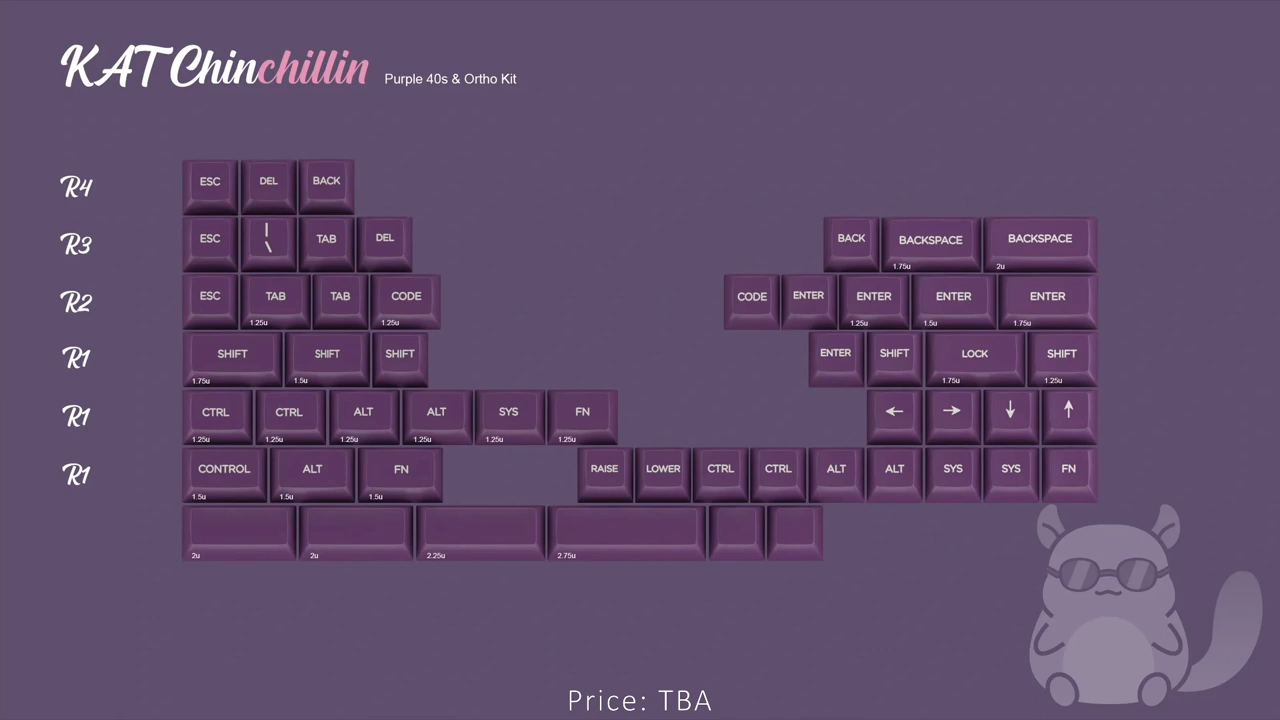 KAT Chinchillin Purple 40s & Ortho Kit
R4 ESC DEL BACK
R3 ESC | \ TAB DEL BACK BACKSPACE 1.75u BACKSPACE 2u
R2 ESC TAB 1.25u TAB CODE 1.25u CODE ENTER ENTER 1.25u ENTER 1.5u ENTER 1.75u
R1 SHIFT 1.75u SHIFT 1.5u SHIFT ENTER SHIFT LOCK 1.75u SHIFT 1.25u
R1 CTRL 1.25u CTRL 1.25u ALT 1.25u ALT 1.25u SYS 1.25u FN 1.25u ← → ↓ ↑
R1 CONTROL 1.5u ALT 1.5u FN 1.5u RAISE LOWER CTRL CTRL ALT ALT SYS SYS FN
2u 2u 2.25u 2.75u
Price: TBA